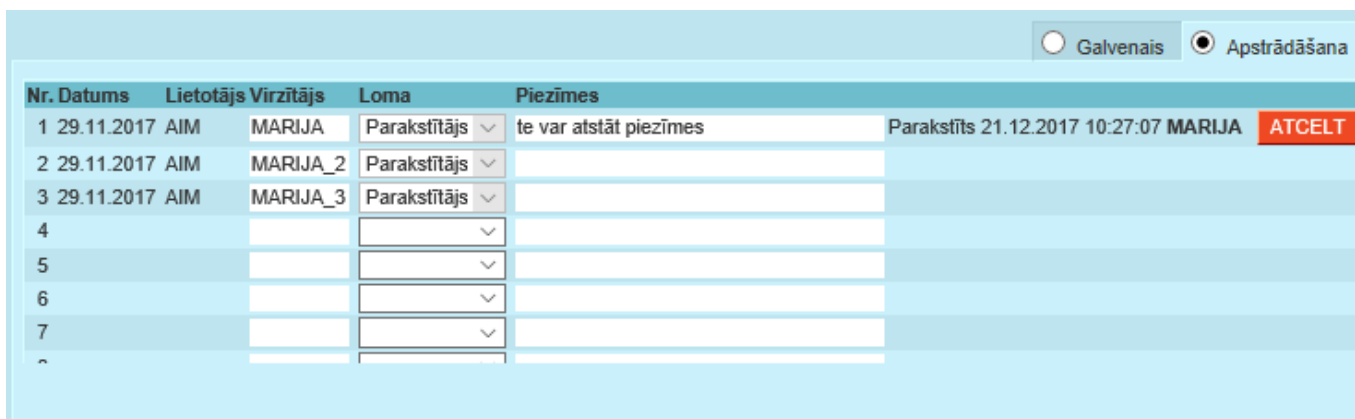 Galvenais Apstrādāšana
Nr. Datums Lietotājs Virzītājs Loma Piezīmes
1 29.11.2017 AIM MARIJA Parakstītājs te var atstāt piezīmes Parakstīts 21.12.2017 10:27:07 MARIJA ATCELT
2 29.11.2017 AIM MARIJA_2 Parakstītājs
3 29.11.2017 AIM MARIJA_3 Parakstītājs
4
5
6
7